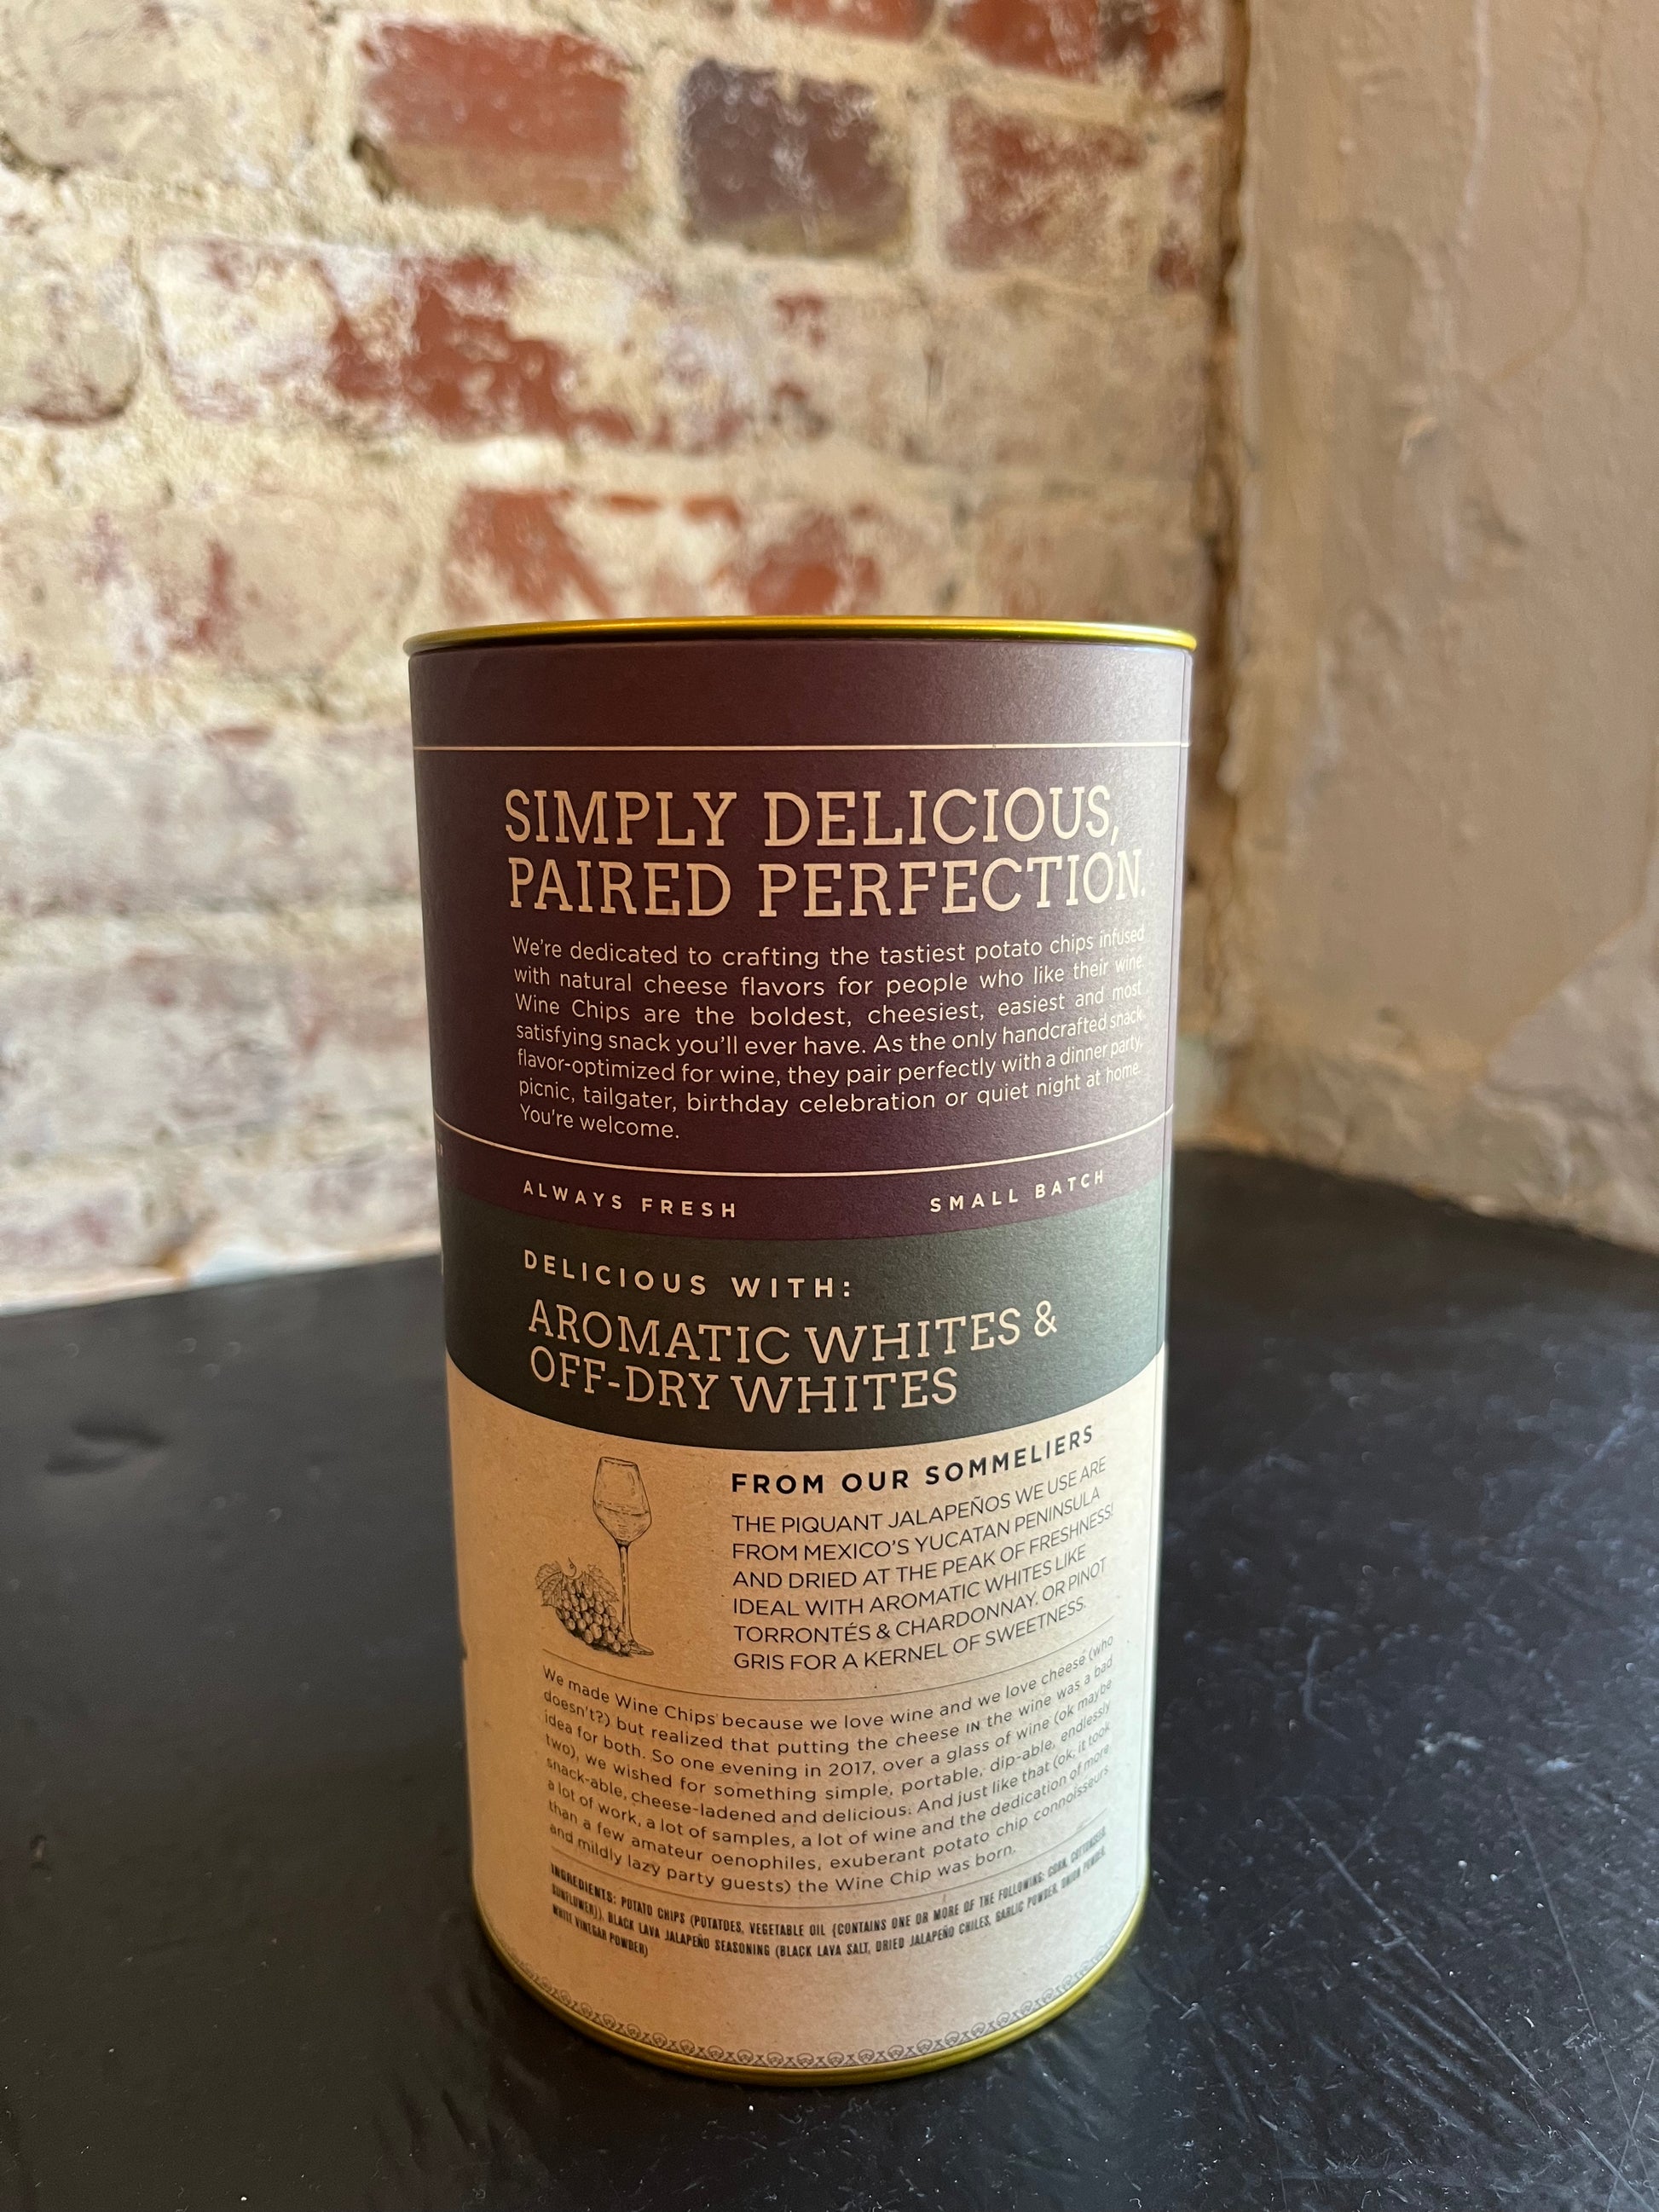 SIMPLY DELICIOUS,
PAIRED PERFECTION.
We're dedicated to crafting the tastiest potato chips infused
with natural cheese flavors for people who like their wine.
Wine Chips are the boldest, cheesiest, easiest and most
satisfying snack you'll ever have. As the only handcrafted snack
flavor-optimized for wine, they pair perfectly with a dinner party,
picnic, tailgater, birthday celebration or quiet night at home.
You're welcome.
ALWAYS FRESH SMALL BATCH
DELICIOUS WITH:
AROMATIC WHITES &
OFF-DRY WHITES
FROM OUR SOMMELIERS
THE PIQUANT JALAPEÑOS WE USE ARE
FROM MEXICO'S YUCATAN PENINSULA
AND DRIED AT THE PEAK OF FRESHNESS!
IDEAL WITH AROMATIC WHITES LIKE
TORRONTÉS & CHARDONNAY. OR PINOT
GRIS FOR A KERNEL OF SWEETNESS.
We made Wine Chips because we love wine and we love cheese (who
doesn't?) but realized that putting the cheese IN the wine was a bad
idea for both. So one evening in 2017, over a glass of wine (ok maybe
two), we wished for something simple, portable, dip-able, endlessly
snack-able, cheese-ladened and delicious. And just like that (ok, it took
a lot of work, a lot of samples, a lot of wine and the dedication of more
than a few amateur oenophiles, exuberant potato chip connoisseurs
and mildly lazy party guests) the Wine Chip was born.
INGREDIENTS: POTATO CHIPS (POTATOES, VEGETABLE OIL {CONTAINS ONE OR MORE OF THE FOLLOWING: CORN, COTTONSEED,
SUNFLOWER}), BLACK LAVA JALAPEÑO SEASONING (BLACK LAVA SALT, DRIED JALAPEÑO CHILES, GARLIC POWDER, ONION POWDER,
WHITE VINEGAR POWDER)